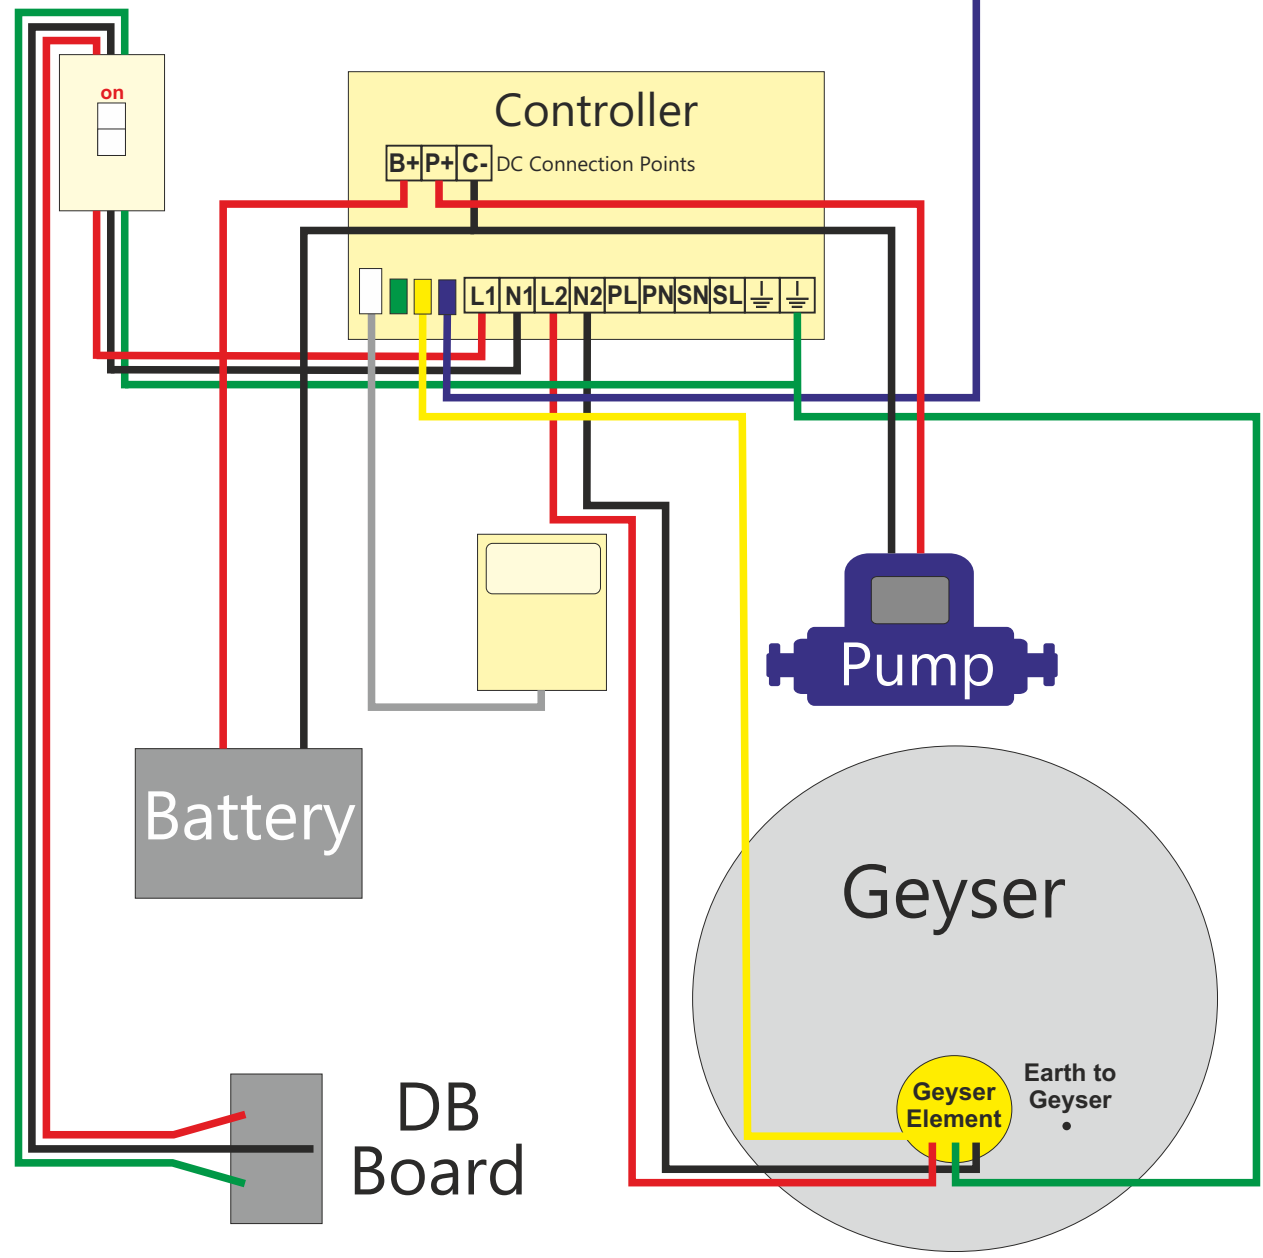 on
Controller
B+ P+ C- DC Connection Points
L1 N1 L2 N2 PL PN SN SL
Pump
Battery
Geyser
Earth to
Geyser
Geyser
Element
DB
Board